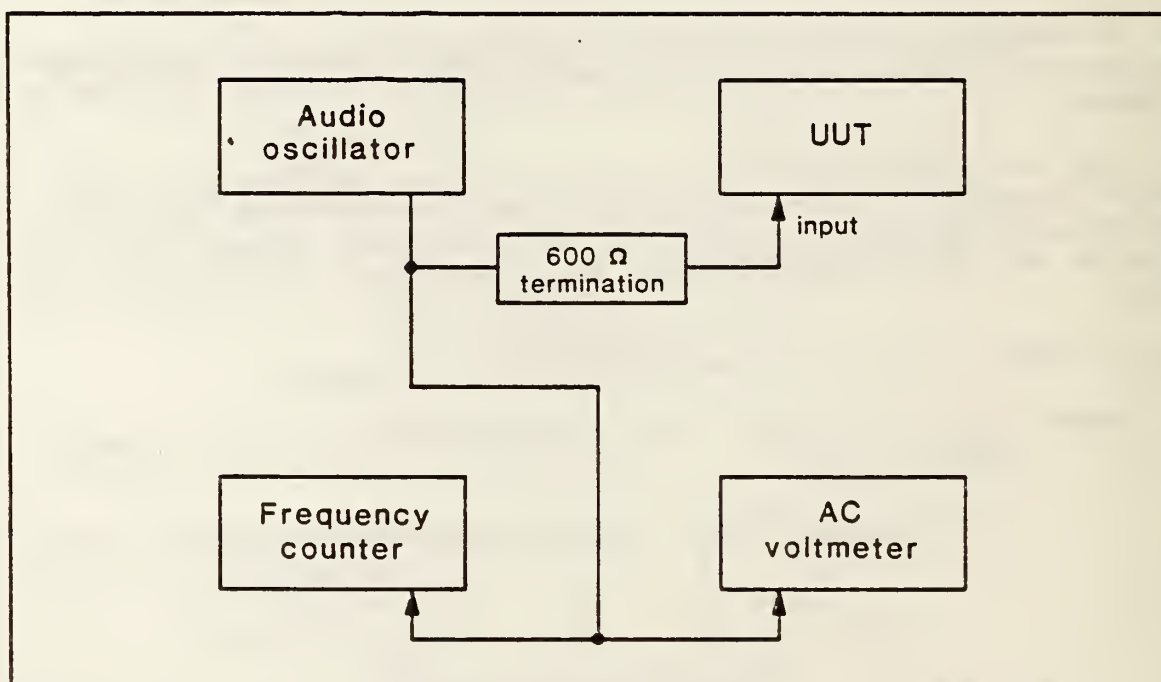 Audio
oscillator
UUT
input
600 Ω
termination
Frequency
counter
AC
voltmeter